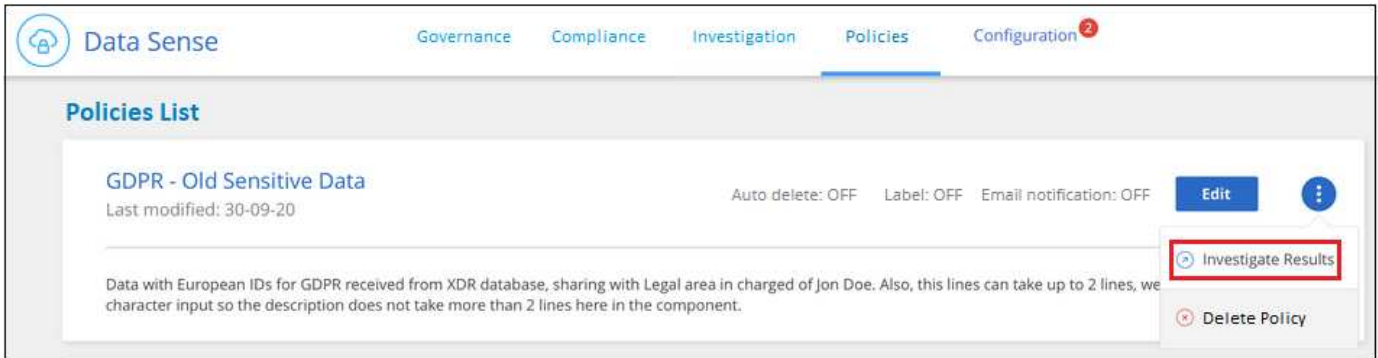 Data Sense
Governance
Compliance
Investigation
Policies
Configuration
2
Policies List
GDPR - Old Sensitive Data
Last modified: 30-09-20
Auto delete: OFF
Label: OFF
Email notification: OFF
Edit
Investigate Results
Delete Policy
Data with European IDs for GDPR received from XDR database, sharing with Legal area in charged of Jon Doe. Also, this lines can take up to 2 lines, we
character input so the description does not take more than 2 lines here in the component.